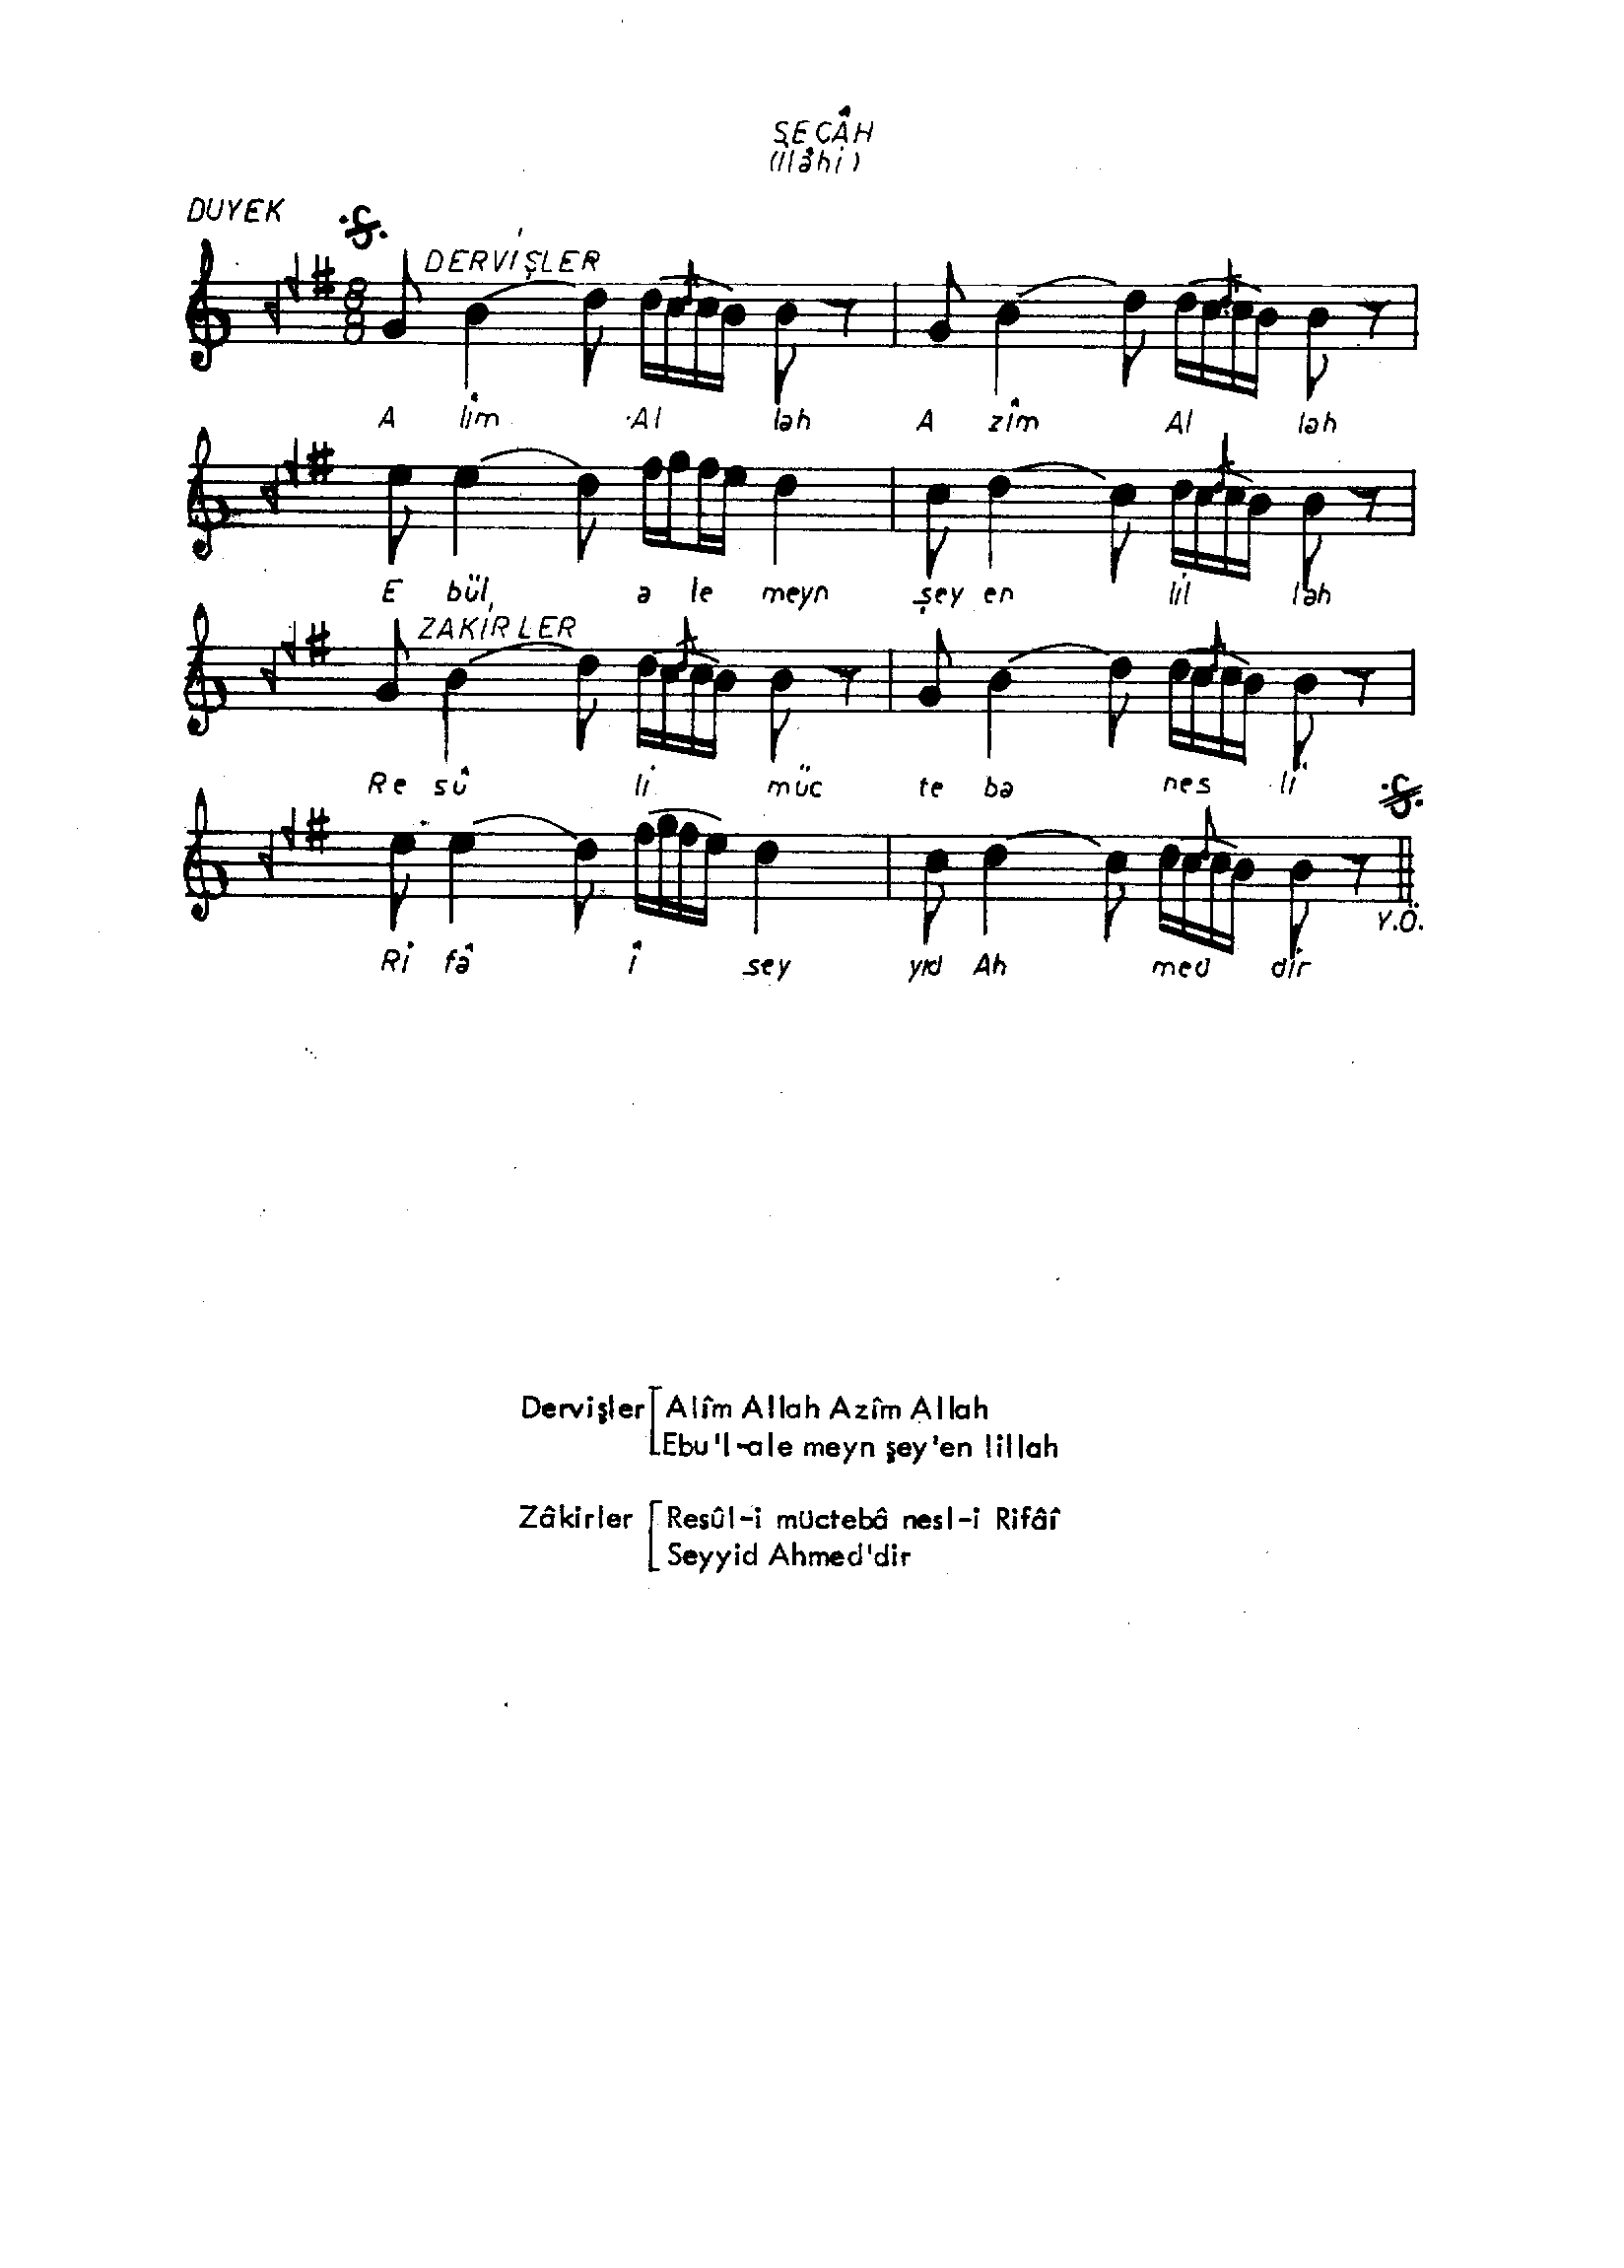 SEGÂH
(İlâhi)
DUYEK
DERVİŞLER
A lîm Al lah A zîm Al lah
E bül a le meyn şey en lil lah
ZAKİRLER
Re sû li müc te ba nes li
Ri fâ î sey yid Ah med dir
Y.Ö.
Dervişler Alîm Allah Azîm Allah
Ebu'l-ale meyn şey'en lillah
Zâkirler Resûl-i müctebâ nesl-i Rifâî
Seyyid Ahmed'dir